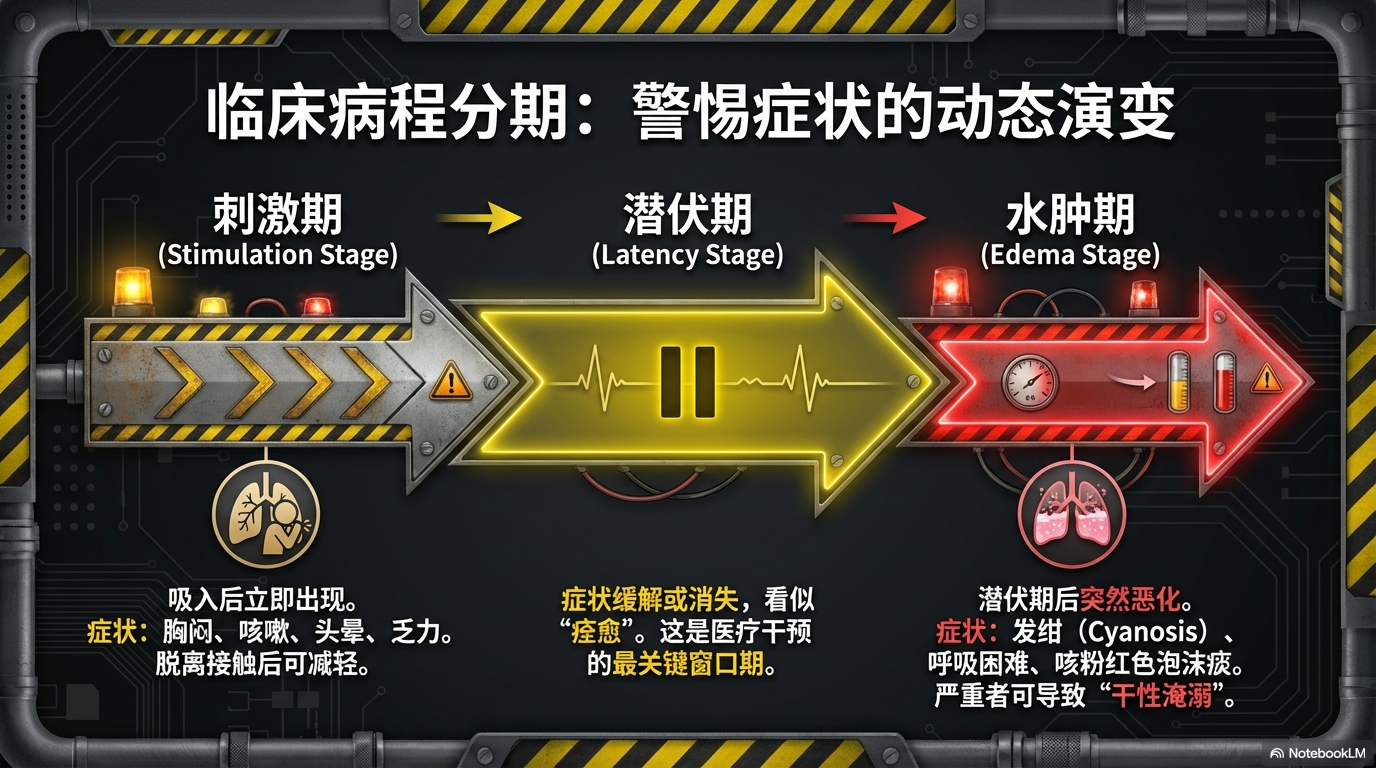 临床病程分期：警惕症状的动态演变
刺激期
(Stimulation Stage)
潜伏期
(Latency Stage)
水肿期
(Edema Stage)
吸入后立即出现。
症状：胸闷、咳嗽、头晕、乏力。
脱离接触后可减轻。
症状缓解或消失，看似
“痊愈”。这是医疗干预
的最关键窗口期。
潜伏期后突然恶化。
症状：发绀（Cyanosis）、
呼吸困难、咳粉红色泡沫痰。
严重者可导致“干性淹溺”。
NotebookLM